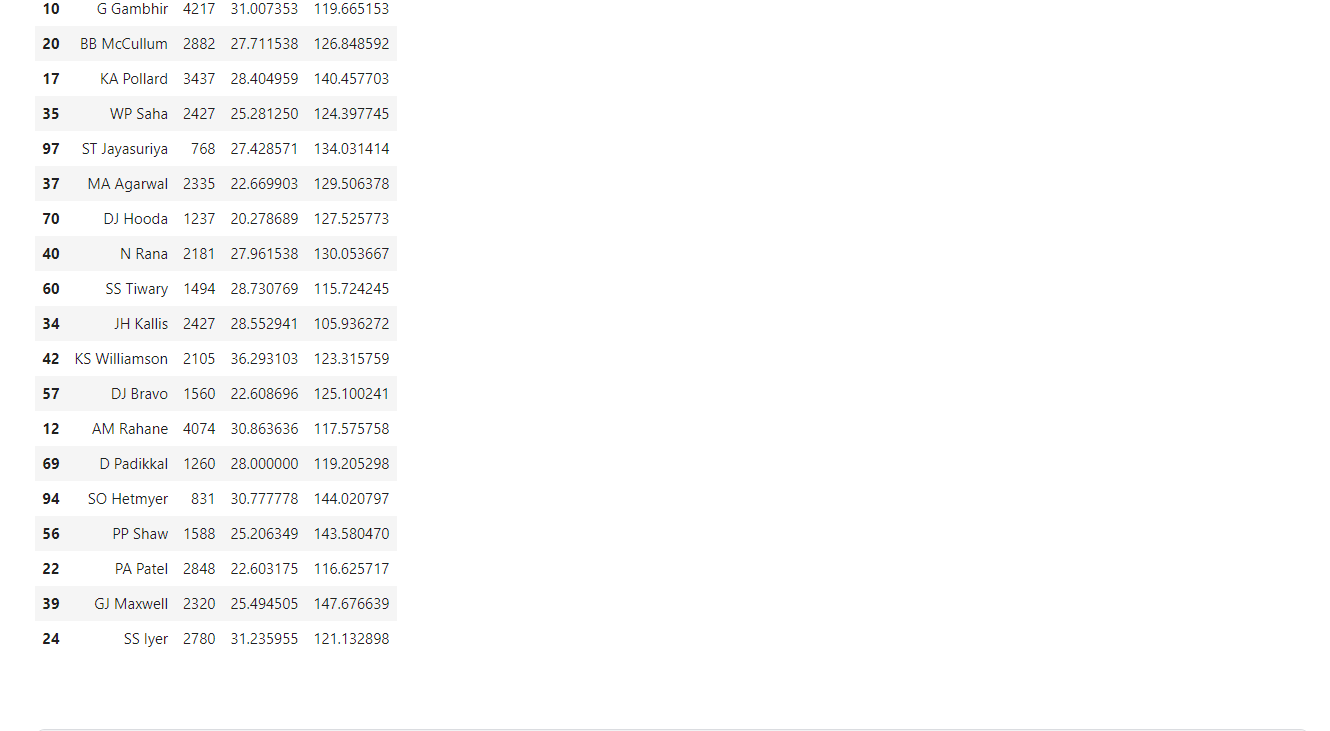 10 G Gambhir 4217 31.007353 119.665153
20 BB McCullum 2882 27.711538 126.848592
17 KA Pollard 3437 28.404959 140.457703
35 WP Saha 2427 25.281250 124.397745
97 ST Jayasuriya 768 27.428571 134.031414
37 MA Agarwal 2335 22.669903 129.506378
70 DJ Hooda 1237 20.278689 127.525773
40 N Rana 2181 27.961538 130.053667
60 SS Tiwary 1494 28.730769 115.724245
34 JH Kallis 2427 28.552941 105.936272
42 KS Williamson 2105 36.293103 123.315759
57 DJ Bravo 1560 22.608696 125.100241
12 AM Rahane 4074 30.863636 117.575758
69 D Padikkal 1260 28.000000 119.205298
94 SO Hetmyer 831 30.777778 144.020797
56 PP Shaw 1588 25.206349 143.580470
22 PA Patel 2848 22.603175 116.625717
39 GJ Maxwell 2320 25.494505 147.676639
24 SS Iyer 2780 31.235955 121.132898